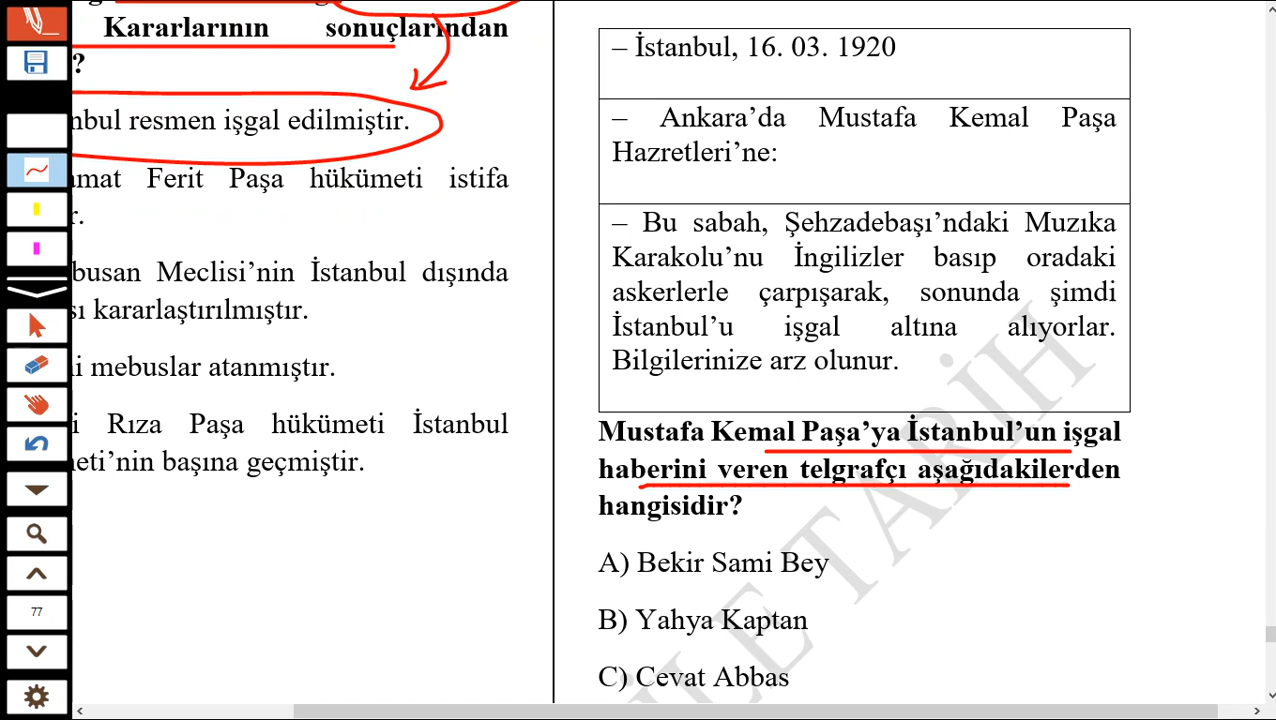 Kararlarının sonuçlarından
?
nbul resmen işgal edilmiştir.
amat Ferit Paşa hükümeti istifa
r.
busan Meclisi’nin İstanbul dışında
sı kararlaştırılmıştır.
i mebuslar atanmıştır.
i Rıza Paşa hükümeti İstanbul
meti’nin başına geçmiştir.
77
– İstanbul, 16. 03. 1920
– Ankara’da Mustafa Kemal Paşa
Hazretleri’ne:
– Bu sabah, Şehzadebaşı’ndaki Muzıka
Karakolu’nu İngilizler basıp oradaki
askerlerle çarpışarak, sonunda şimdi
İstanbul’u işgal altına alıyorlar.
Bilgilerinize arz olunur.
Mustafa Kemal Paşa’ya İstanbul’un işgal
haberini veren telgrafçı aşağıdakilerden
hangisidir?
A) Bekir Sami Bey
B) Yahya Kaptan
C) Cevat Abbas
İLE TARİH